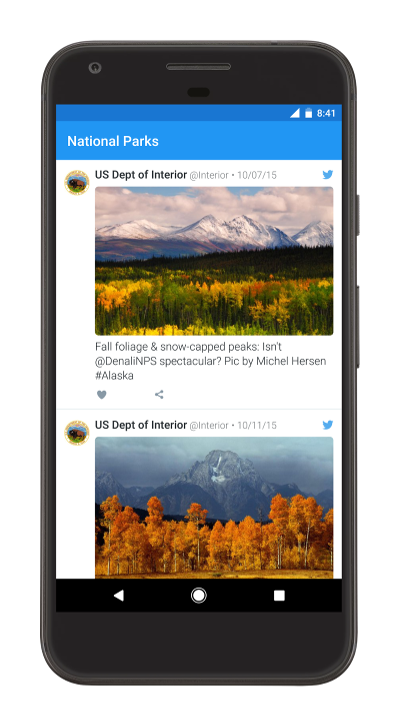 8:41
National Parks
US Dept of Interior @Interior • 10/07/15
Fall foliage & snow-capped peaks: Isn't
@DenaliNPS spectacular? Pic by Michel Hersen
#Alaska
US Dept of Interior @Interior • 10/11/15